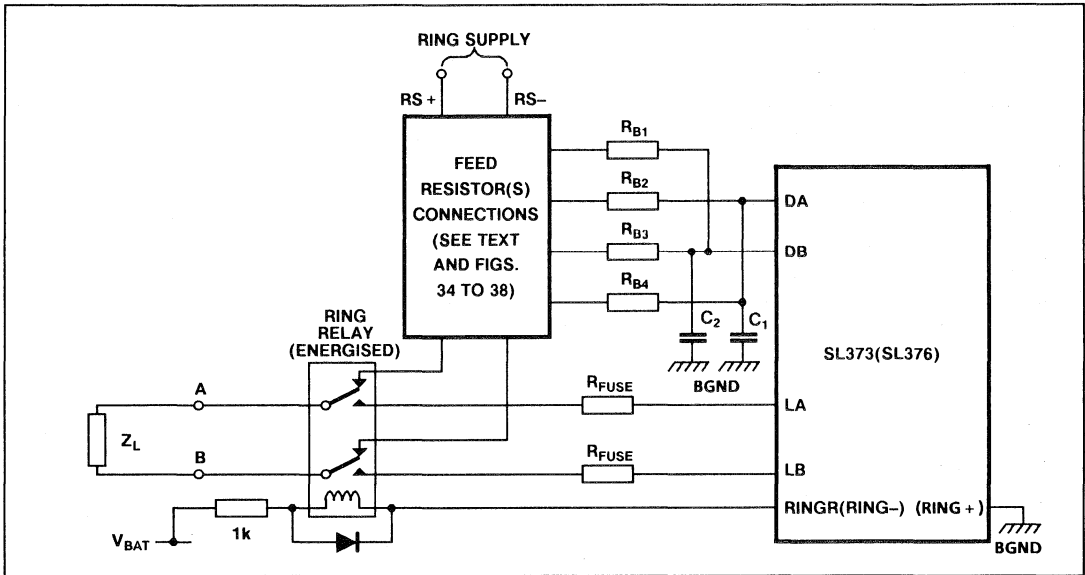 RING SUPPLY
RS +
RS–
FEED
RESISTOR(S)
CONNECTIONS
(SEE TEXT
AND FIGS.
34 TO 38)
RB1
RB2
RB3
RB4
DA
DB
C2
C1
BGND
SL373(SL376)
RING
RELAY
(ENERGISED)
A
B
ZL
RFUSE
LA
RFUSE
LB
RINGR(RING–) (RING +)
BGND
1k
VBAT